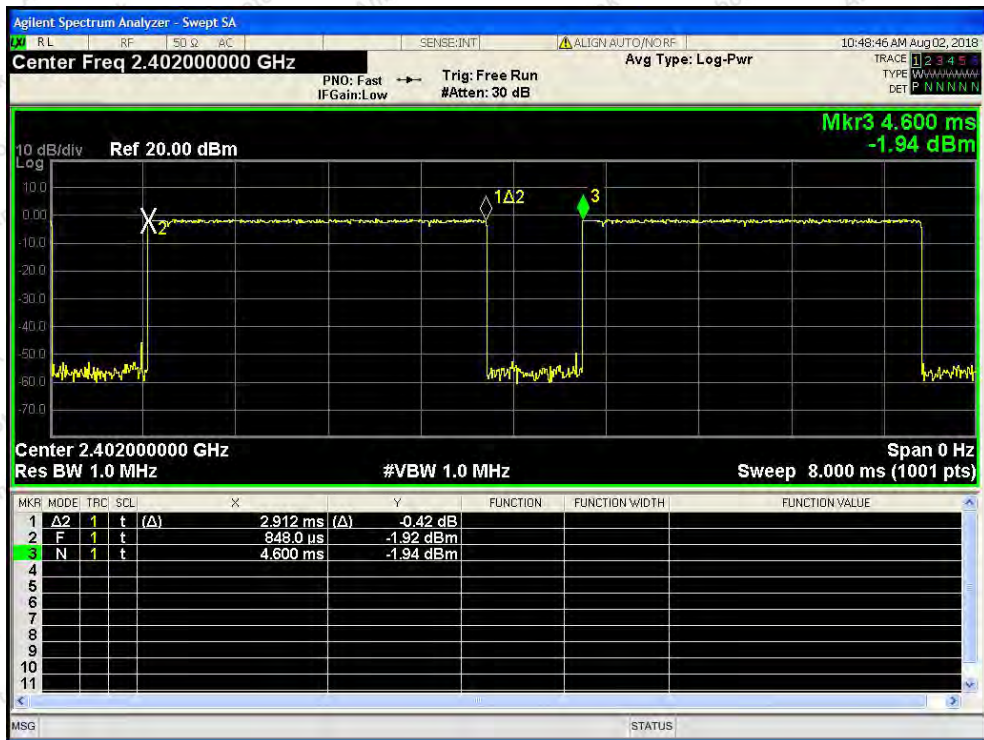 Agilent Spectrum Analyzer - Swept SA
LXI RL RF 50 Ω AC SENSE:INT ALIGN AUTO/NO RF 10:48:46 AM Aug 02, 2018
Center Freq 2.402000000 GHz PNO: Fast Trig: Free Run Avg Type: Log-Pwr TRACE 1 2 3 4 5 6
IFGain:Low #Atten: 30 dB TYPE WWWWWW
DET P N N N N N
Mkr3 4.600 ms
10 dB/div Ref 20.00 dBm -1.94 dBm
Log
10.0
1Δ2 3
0.00
2
-10.0
-20.0
-30.0
-40.0
-50.0
-60.0
-70.0
Center 2.402000000 GHz Span 0 Hz
Res BW 1.0 MHz #VBW 1.0 MHz Sweep 8.000 ms (1001 pts)
MKR MODE TRC SCL X Y FUNCTION FUNCTION WIDTH FUNCTION VALUE
1 Δ2 1 t (Δ) 2.912 ms (Δ) -0.42 dB
2 F 1 t 848.0 µs -1.92 dBm
3 N 1 t 4.600 ms -1.94 dBm
4
5
6
7
8
9
10
11
MSG STATUS